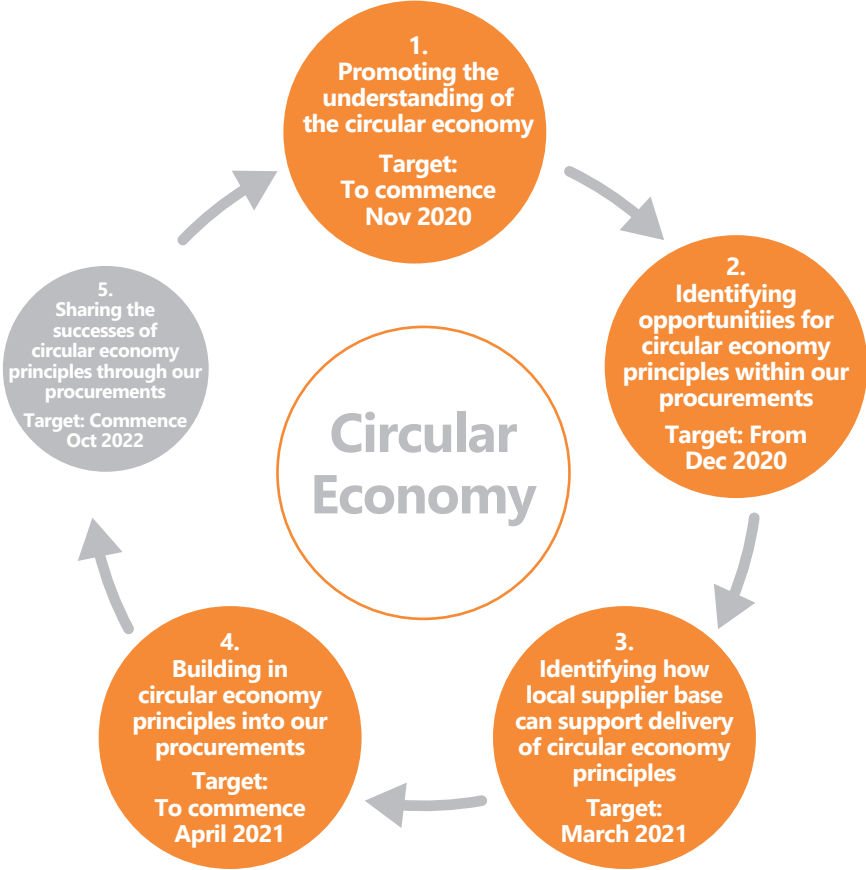 1.
Promoting the
understanding of
the circular economy
Target:
To commence
Nov 2020
2.
Identifying
opportunitiies for
circular economy
principles within our
procurements
Target: From
Dec 2020
3.
Identifying how
local supplier base
can support delivery
of circular economy
principles
Target:
March 2021
4.
Building in
circular economy
principles into our
procurements
Target:
To commence
April 2021
5.
Sharing the
successes of
circular economy
principles through our
procurements
Target: Commence
Oct 2022
Circular
Economy